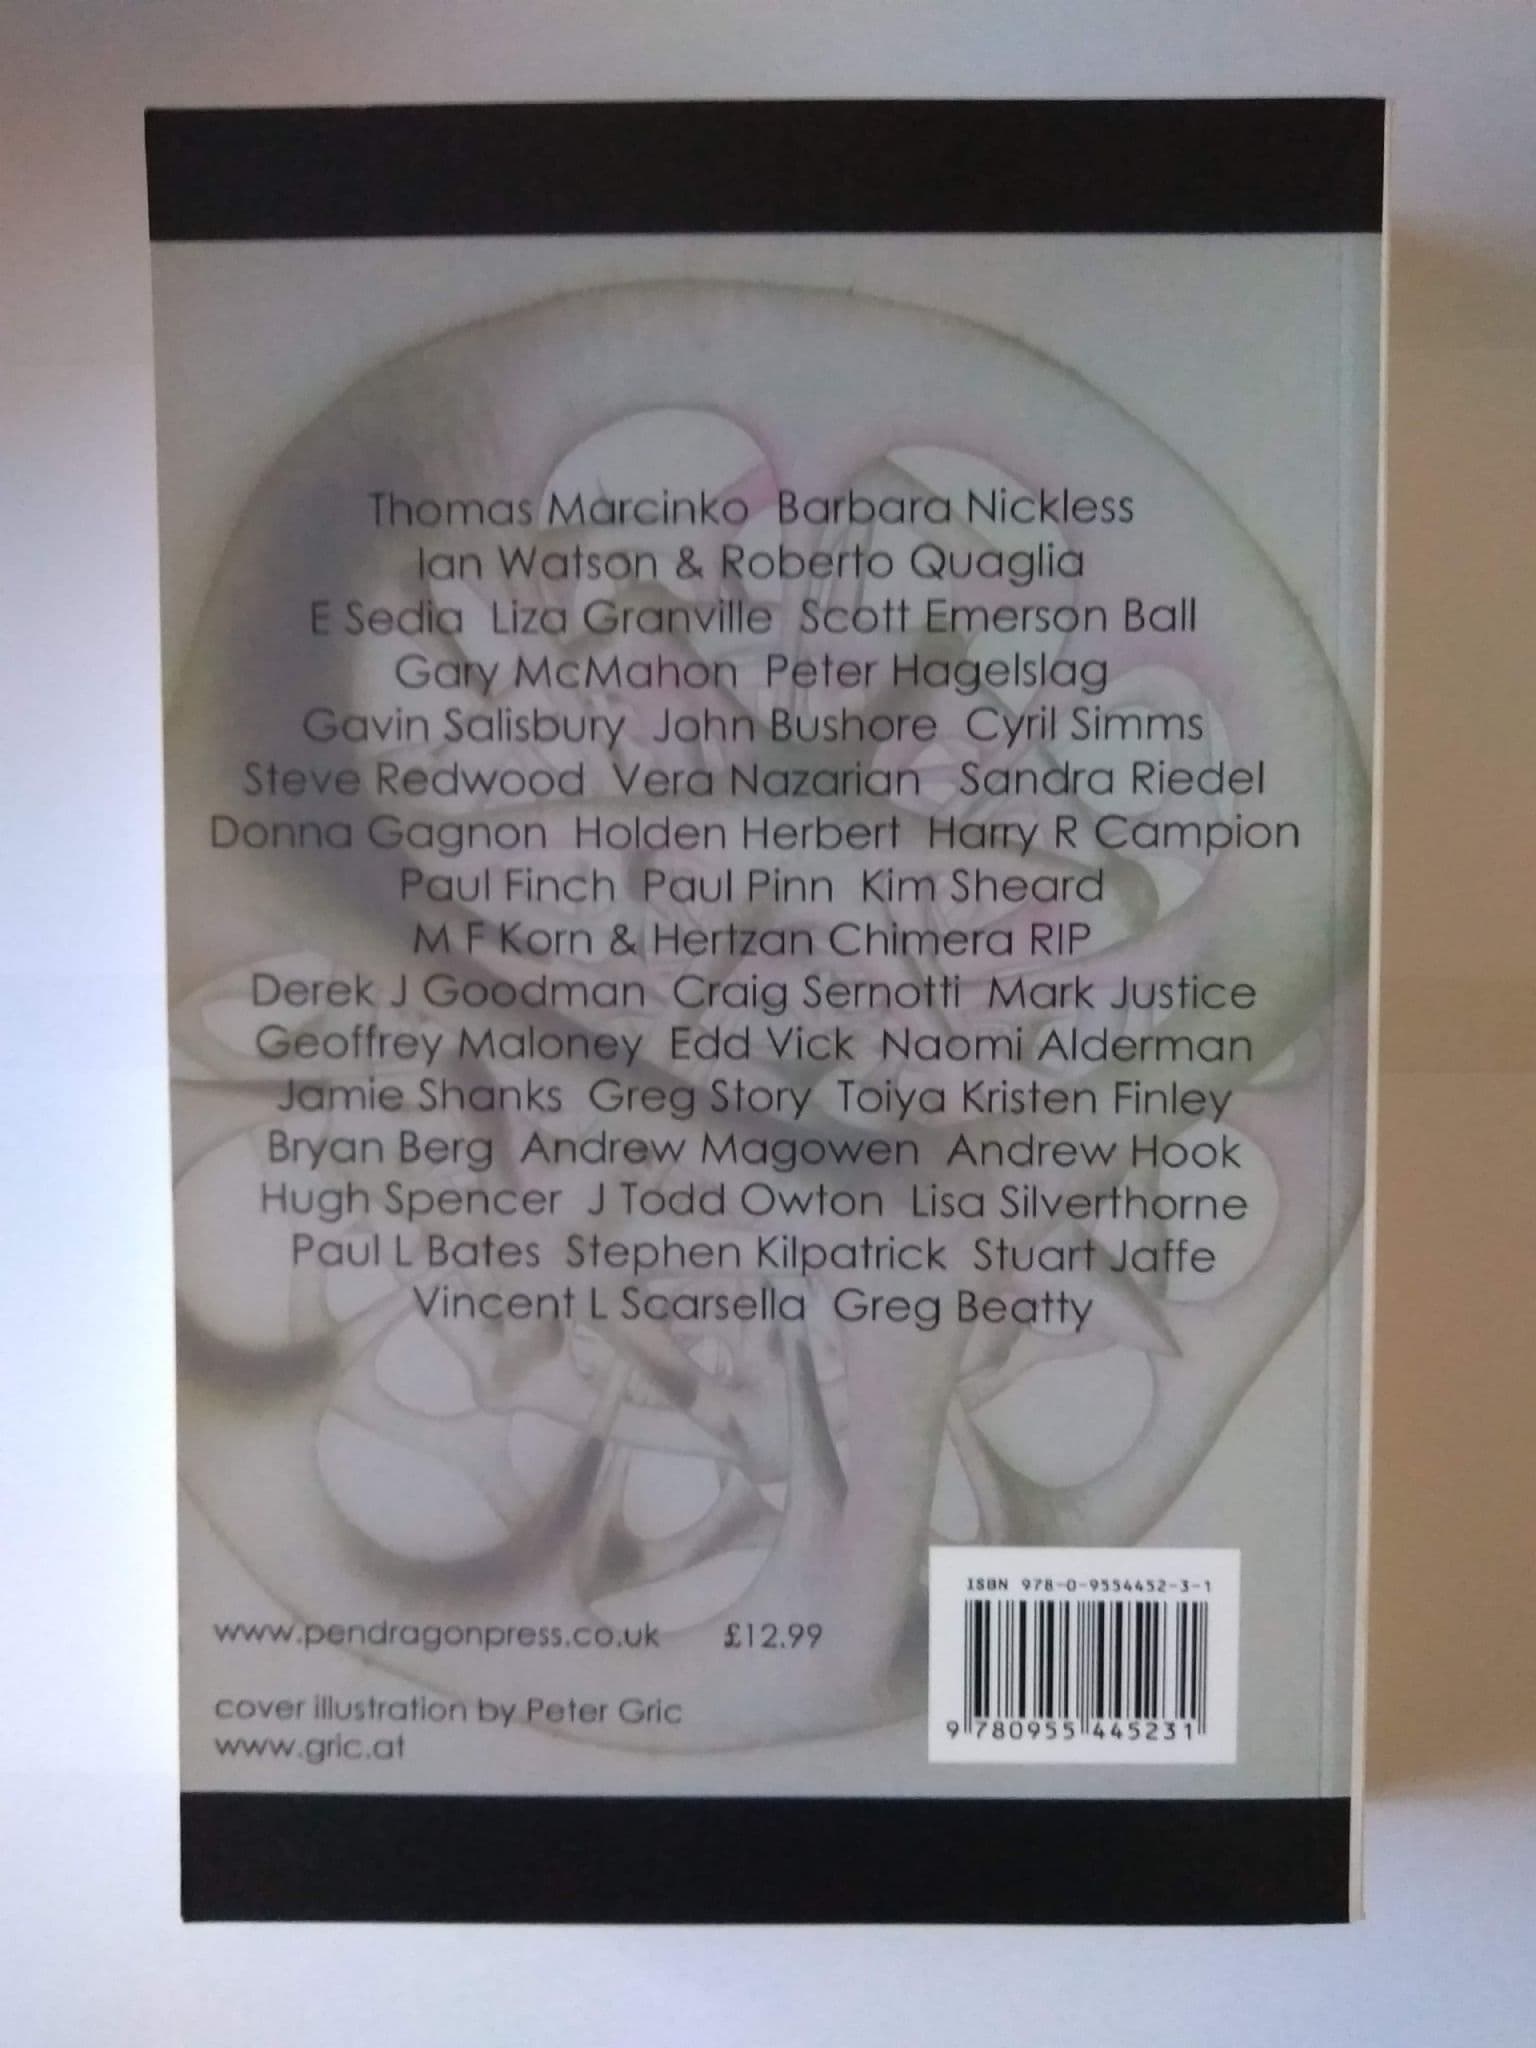 Thomas Marcinko Barbara Nickless
Ian Watson & Roberto Quaglia
E Sedia Liza Granville Scott Emerson Ball
Gary McMahon Peter Hagelslag
Gavin Salisbury John Bushore Cyril Simms
Steve Redwood Vera Nazarian Sandra Riedel
Donna Gagnon Holden Herbert Harry R Campion
Paul Finch Paul Pinn Kim Sheard
M F Korn & Hertzan Chimera RIP
Derek J Goodman Craig Sernotti Mark Justice
Geoffrey Maloney Edd Vick Naomi Alderman
Jamie Shanks Greg Story Toiya Kristen Finley
Bryan Berg Andrew Magowen Andrew Hook
Hugh Spencer J Todd Owton Lisa Silverthorne
Paul L Bates Stephen Kilpatrick Stuart Jaffe
Vincent L Scarsella Greg Beatty
www.pendragonpress.co.uk £12.99
cover illustration by Peter Gric
www.gric.at
ISBN 978-0-9554452-3-1
9 780955 445231